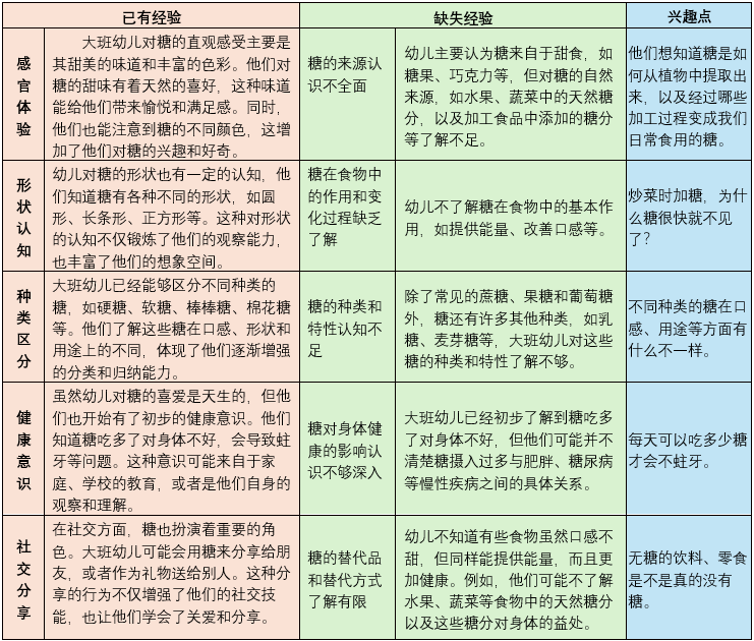 已有经验
缺失经验
兴趣点
感官体验
大班幼儿对糖的直观感受主要是
其甜美的味道和丰富的色彩。他们对
糖的甜味有着天然的喜好，这种味道
能给他们带来愉悦和满足感。同时，
他们也能注意到糖的不同颜色，这增
加了他们对糖的兴趣和好奇。
糖的来源认
识不全面
幼儿主要认为糖来自于甜食，如
糖果、巧克力等，但对糖的自然
来源，如水果、蔬菜中的天然糖
分，以及加工食品中添加的糖分
等了解不足。
他们想知道糖是如
何从植物中提取出
来，以及经过哪些
加工过程变成我们
日常食用的糖。
形状认知
幼儿对糖的形状也有一定的认知，他
们知道糖有各种不同的形状，如圆
形、长条形、正方形等。这种对形状
的认知不仅锻炼了他们的观察能力，
也丰富了他们的想象空间。
糖在食物中
的作用和变
化过程缺乏
了解
幼儿不了解糖在食物中的基本作
用，如提供能量、改善口感等。
炒菜时加糖，为什
么糖很快就不见
了？
种类区分
大班幼儿已经能够区分不同种类的
糖，如硬糖、软糖、棒棒糖、棉花糖
等。他们了解这些糖在口感、形状和
用途上的不同，体现了他们逐渐增强
的分类和归纳能力。
糖的种类和
特性认知不
足
除了常见的蔗糖、果糖和葡萄糖
外，糖还有许多其他种类，如乳
糖、麦芽糖等，大班幼儿对这些
糖的种类和特性了解不够。
不同种类的糖在口
感、用途等方面有
什么不一样。
健康意识
虽然幼儿对糖的喜爱是天生的，但他
们也开始有了初步的健康意识。他们
知道糖吃多了对身体不好，会导致蛀
牙等问题。这种意识可能来自于家
庭、学校的教育，或者是他们自身的
观察和理解。
糖对身体健
康的影响认
识不够深入
大班幼儿已经初步了解到糖吃多
了对身体不好，但他们可能并不
清楚糖摄入过多与肥胖、糖尿病
等慢性疾病之间的具体关系。
每天可以吃多少糖
才会不蛀牙。
社交分享
在社交方面，糖也扮演着重要的角
色。大班幼儿可能会用糖来分享给朋
友，或者作为礼物送给别人。这种分
享的行为不仅增强了他们的社交技
能，也让他们学会了关爱和分享。
糖的替代品
和替代方式
了解有限
幼儿不知道有些食物虽然口感不
甜，但同样能提供能量，而且更
加健康。例如，他们可能不了解
水果、蔬菜等食物中的天然糖分
以及这些糖分对身体的益处。
无糖的饮料、零食
是不是真的没有
糖。